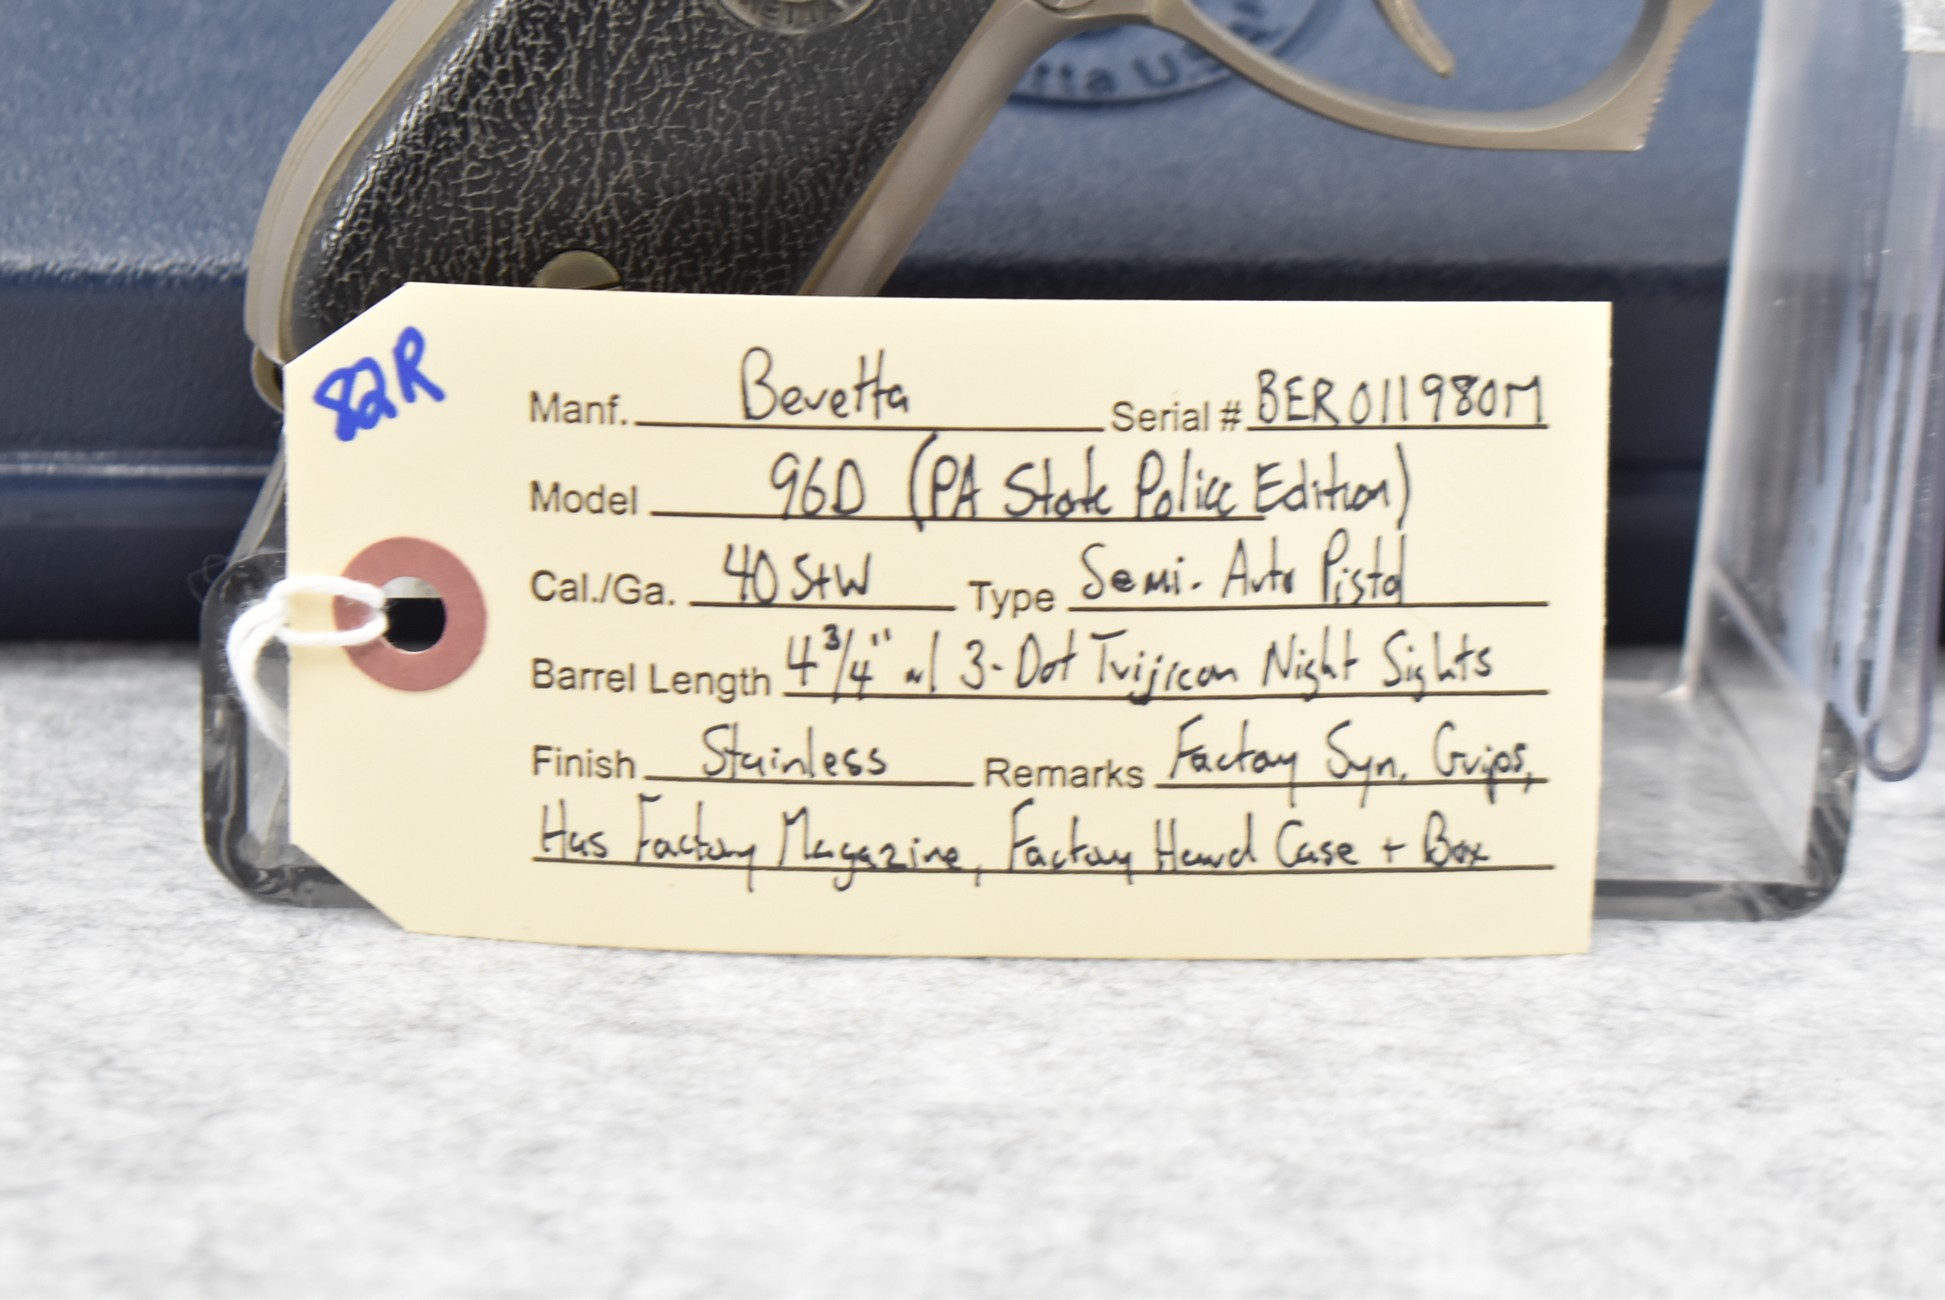 tta USA
82R
Manf. Beretta Serial # BER011980M
Model 96D (PA State Police Edition)
Cal./Ga. 40 S+W Type Semi-Auto Pistol
Barrel Length 4 3/4" w/ 3-Dot Trijicon Night Sights
Finish Stainless Remarks Factory Syn. Grips,
Has Factory Magazine, Factory Hard Case + Box